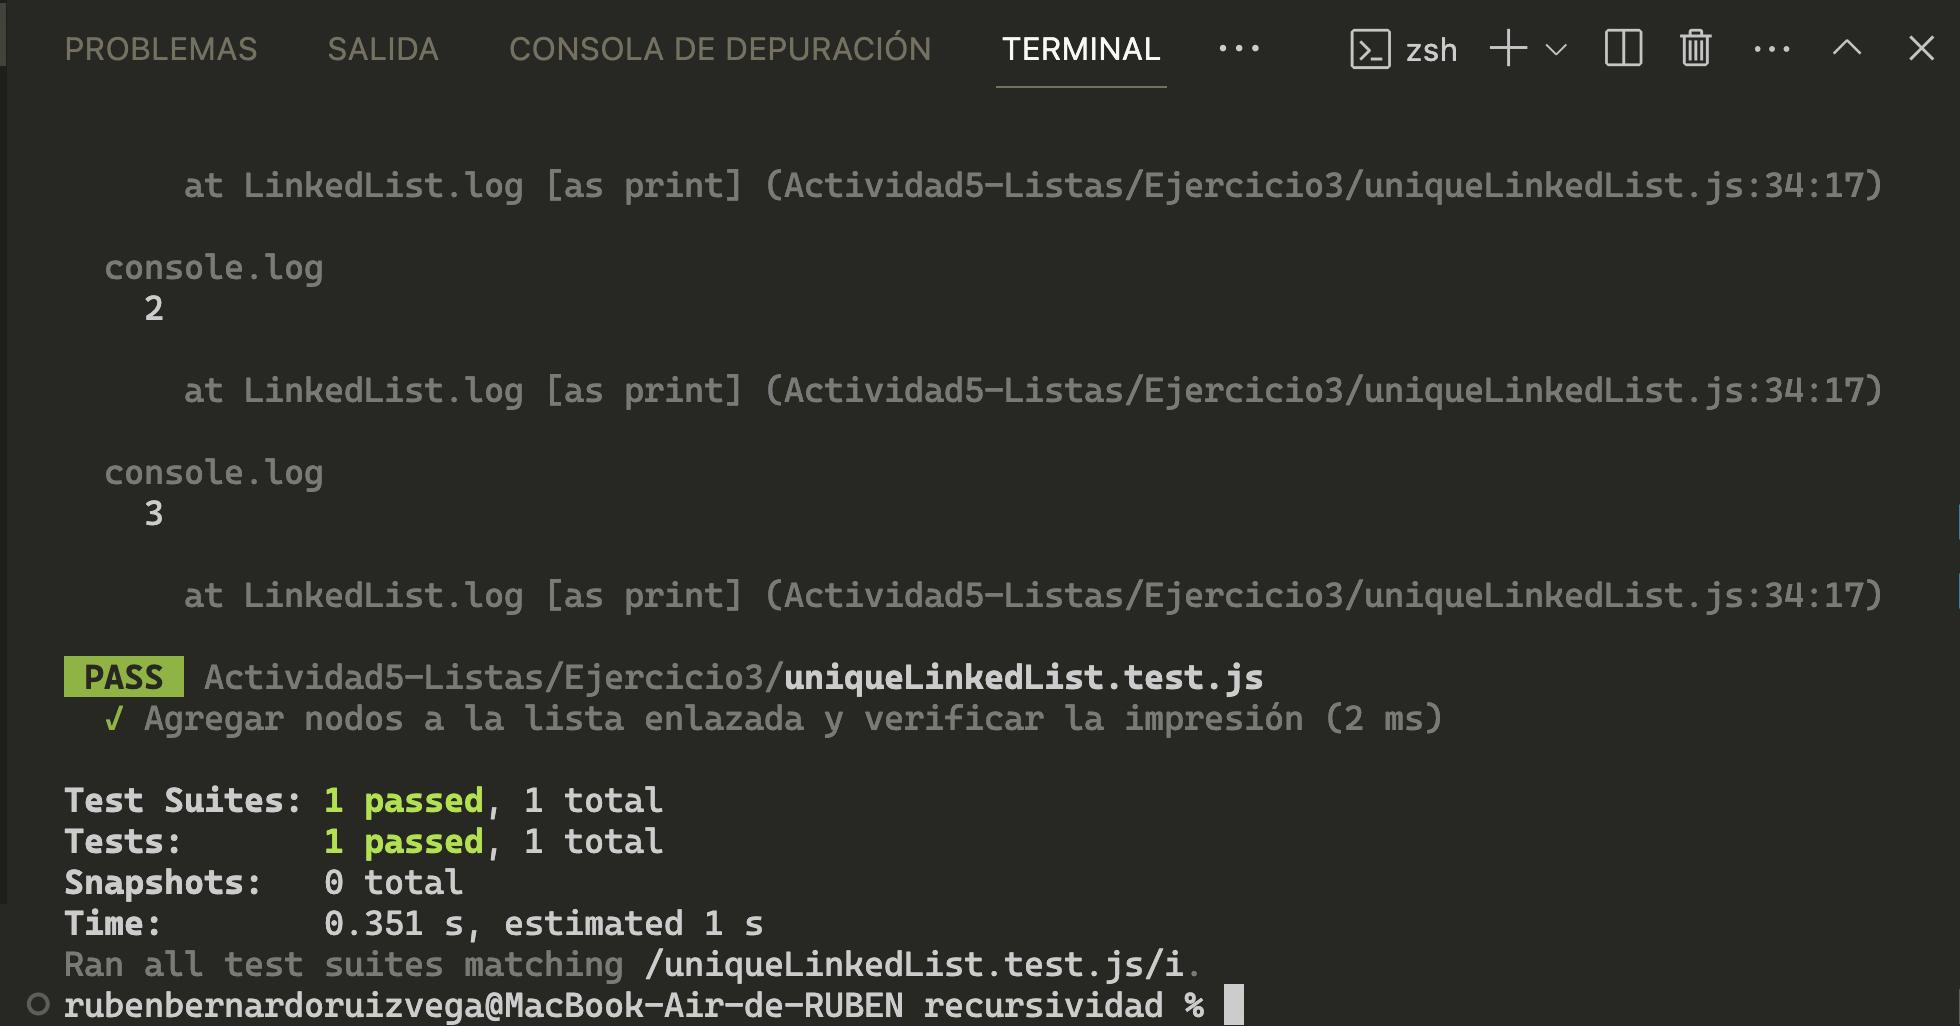 PROBLEMAS SALIDA CONSOLA DE DEPURACIÓN TERMINAL ··· zsh ···
at LinkedList.log [as print] (Actividad5-Listas/Ejercicio3/uniqueLinkedList.js:34:17)
console.log
2
at LinkedList.log [as print] (Actividad5-Listas/Ejercicio3/uniqueLinkedList.js:34:17)
console.log
3
at LinkedList.log [as print] (Actividad5-Listas/Ejercicio3/uniqueLinkedList.js:34:17)
PASS Actividad5-Listas/Ejercicio3/uniqueLinkedList.test.js
√ Agregar nodos a la lista enlazada y verificar la impresión (2 ms)
Test Suites: 1 passed, 1 total
Tests: 1 passed, 1 total
Snapshots: 0 total
Time: 0.351 s, estimated 1 s
Ran all test suites matching /uniqueLinkedList.test.js/i.
rubenbernardoruizvega@MacBook-Air-de-RUBEN recursividad %